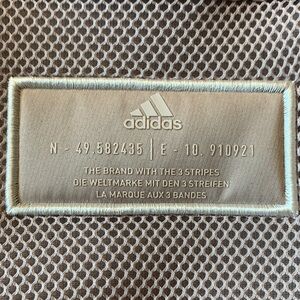 adidas
N - 49.582435 | E - 10. 910921
THE BRAND WITH THE 3 STRIPES
DIE WELTMARKE MIT DEN 3 STREIFEN
LA MARQUE AUX 3 BANDES